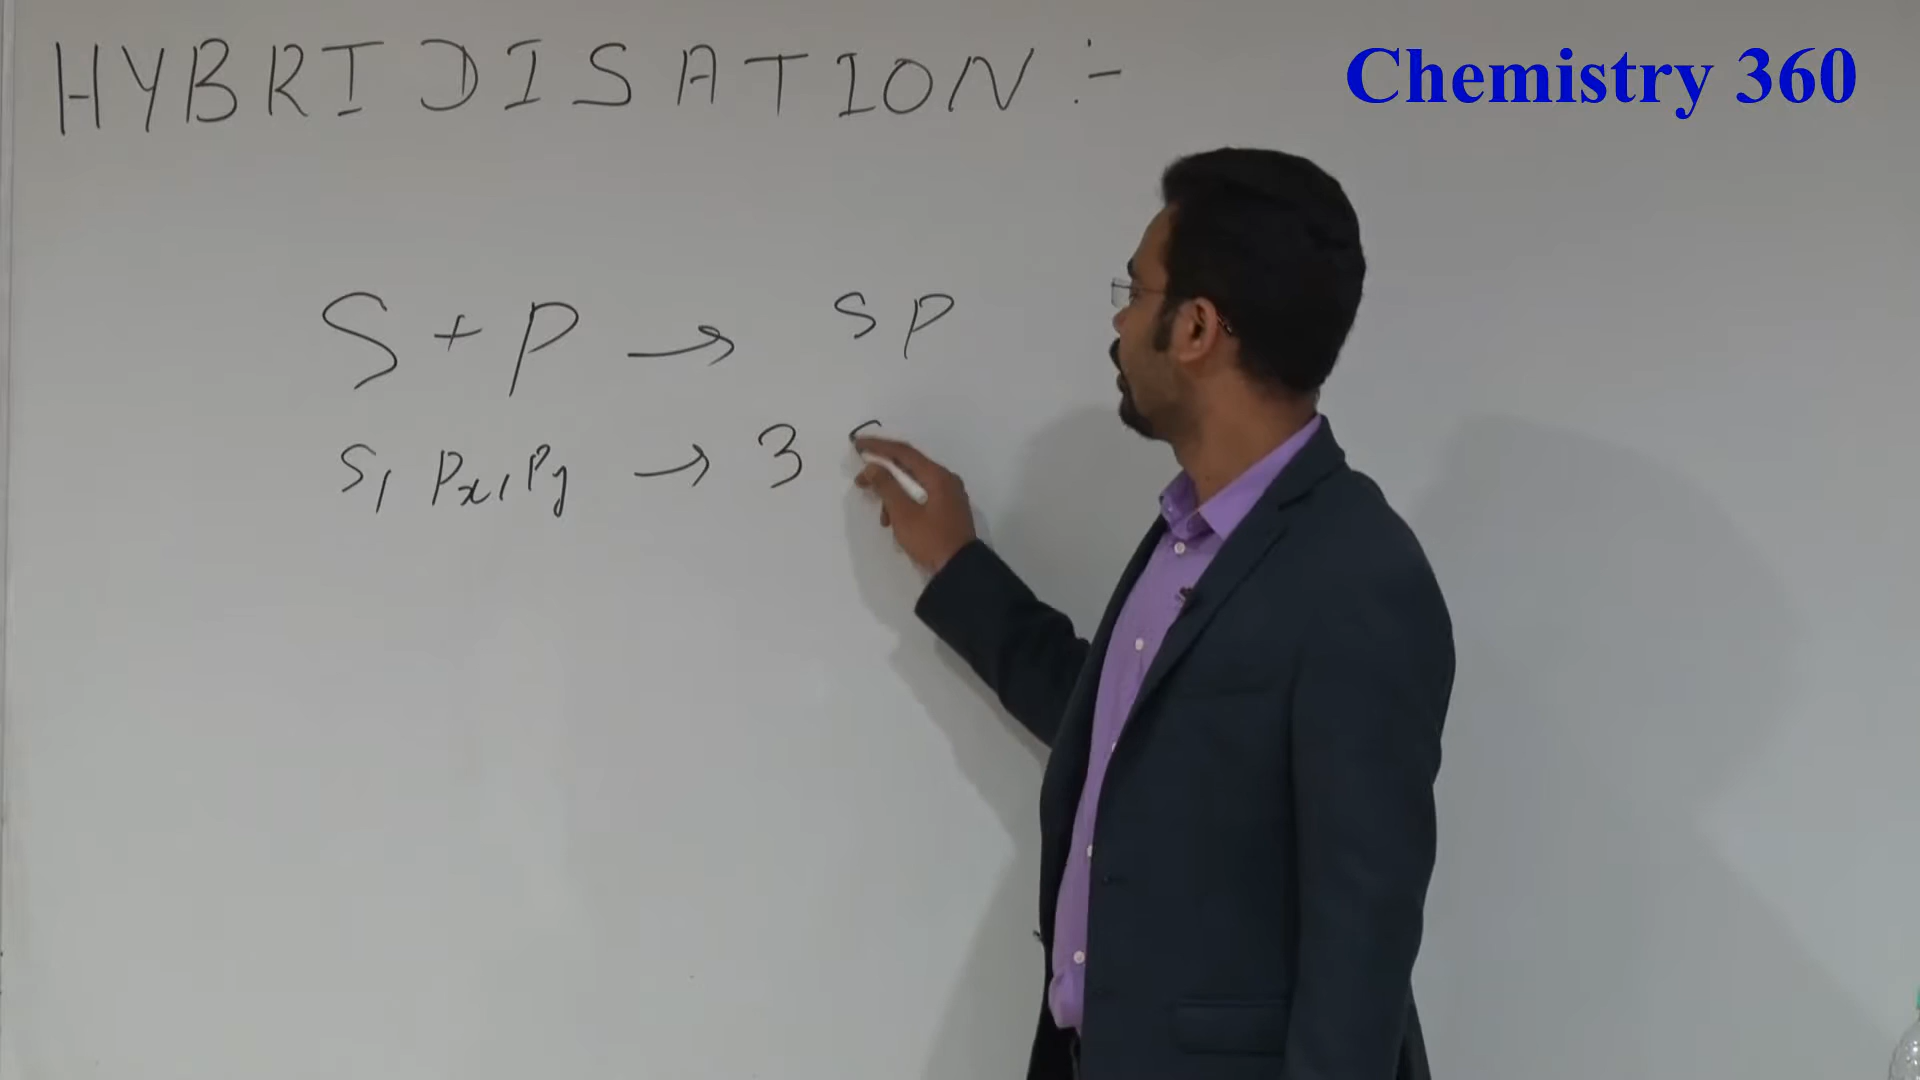 HYBRIDISATION :-
Chemistry 360
S + P → SP
S, Px, Py → 3 S